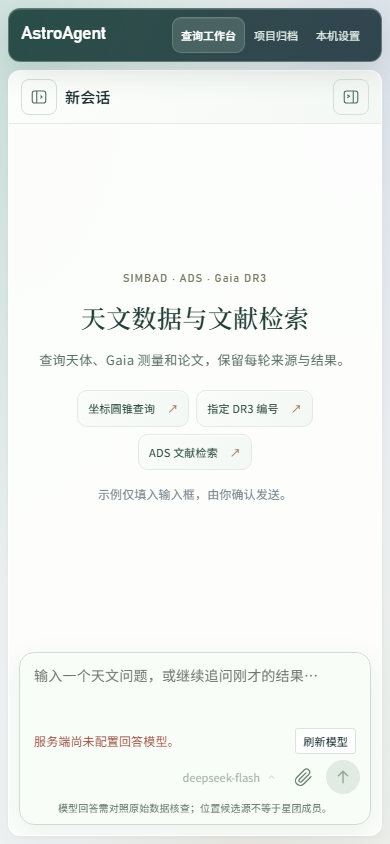 AstroAgent
查询工作台 项目归档 本机设置
新会话
SIMBAD · ADS · Gaia DR3
天文数据与文献检索
查询天体、Gaia 测量和论文，保留每轮来源与结果。
坐标圆锥查询 ↗ 指定 DR3 编号 ↗
ADS 文献检索 ↗
示例仅填入输入框，由你确认发送。
输入一个天文问题，或继续追问刚才的结果…
服务端尚未配置回答模型。 刷新模型
deepseek-flash
模型回答需对照原始数据核查；位置候选源不等于星团成员。